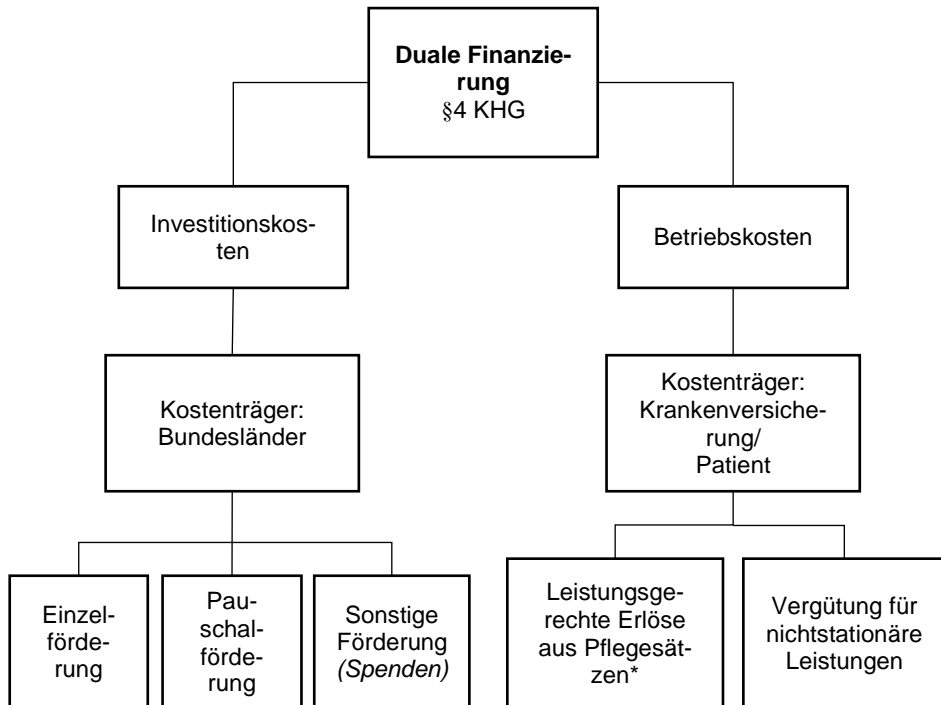 Duale Finanzie-
rung
§4 KHG
Investitionskos-
ten
Betriebskosten
Kostenträger:
Bundesländer
Kostenträger:
Krankenversiche-
rung/
Patient
Einzel-
förde-
rung
Pau-
schal-
förde-
rung
Sonstige
Förderung
(Spenden)
Leistungsge-
rechte Erlöse
aus Pflegesät-
zen*
Vergütung für
nichtstationäre
Leistungen